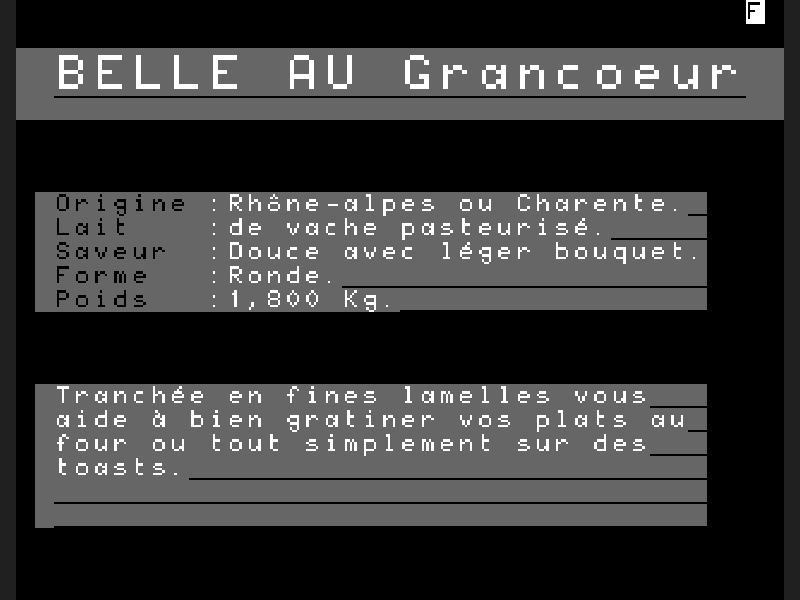 F
BELLE AU Grancoeur
Origine :Rhône-alpes ou Charente.
Lait :de vache pasteurisé.
Saveur :Douce avec léger bouquet.
Forme :Ronde.
Poids :1,800 Kg.
Tranchée en fines lamelles vous
aide à bien gratiner vos plats au
four ou tout simplement sur des
toasts.